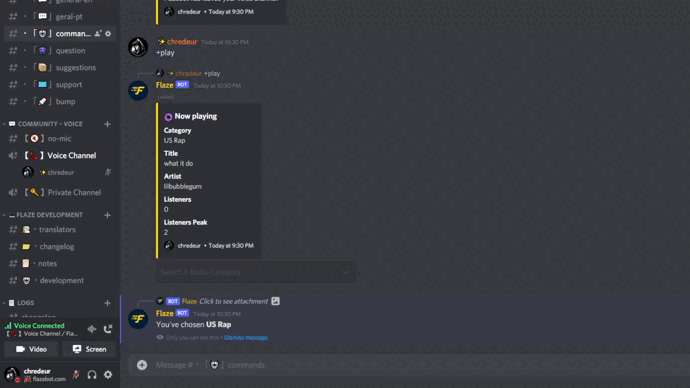 general-en
geral-pt
comman...
question
suggestions
support
bump
COMMUNITY - VOICE
no-mic
Voice Channel
chredeur
Private Channel
FLAZE DEVELOPMENT
translators
changelog
notes
development
LOGS
Voice Connected
Voice Channel / Fla...
Video
Screen
chredeur
flazebot.com
chredeur • Today at 9:30 PM
chredeur Today at 10:30 PM
+play
chredeur +play
Flaze BOT Today at 10:30 PM
Now playing
Category
US Rap
Title
what it do
Artist
lilbubblegum
Listeners
0
Listeners Peak
2
chredeur • Today at 9:30 PM
Select A Radio Category
BOT Flaze Click to see attachment
Flaze BOT Today at 10:30 PM
You've chosen US Rap
Only you can see this • Dismiss message
Message # commands